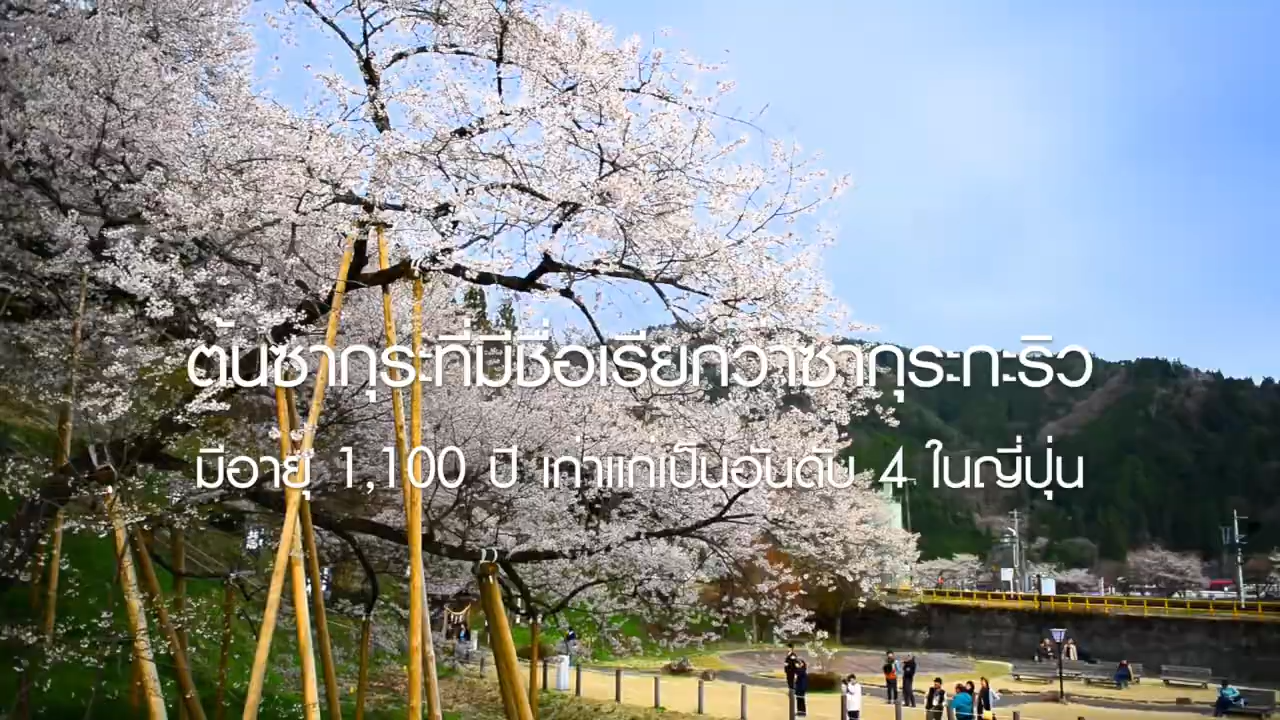 ต้นซากุระที่มีชื่อเรียกว่าซากุระกะริว
มีอายุ 1,100 ปี เก่าแก่เป็นอันดับ 4 ในญี่ปุ่น